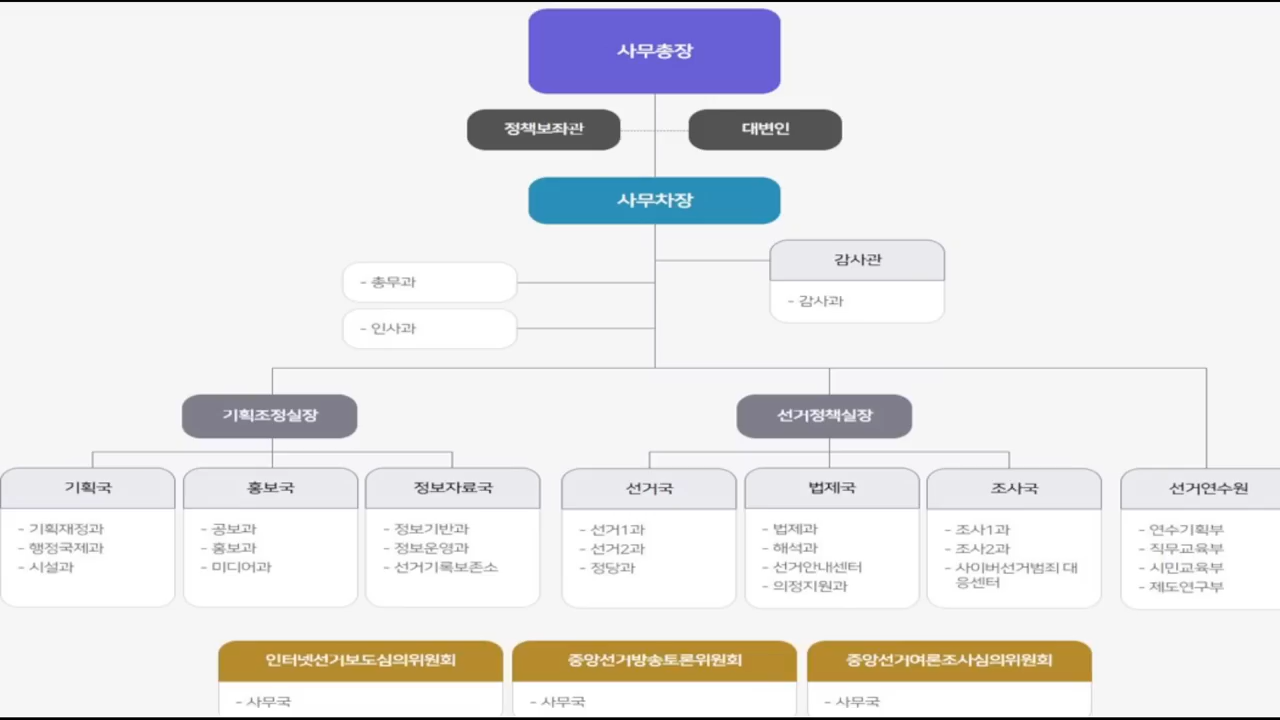 사무총장
정책보좌관
대변인
사무차장
감사관
- 감사과
- 총무과
- 인사과
기획조정실장
선거정책실장
기획국
- 기획재정과
- 행정국제과
- 시설과
홍보국
- 공보과
- 홍보과
- 미디어과
정보자료국
- 정보기반과
- 정보운영과
- 선거기록보존소
선거국
- 선거1과
- 선거2과
- 정당과
법제국
- 법제과
- 해석과
- 선거안내센터
- 의정지원과
조사국
- 조사1과
- 조사2과
- 사이버선거범죄 대
응센터
선거연수원
- 연수기획부
- 직무교육부
- 시민교육부
- 제도연구부
인터넷선거보도심의위원회
- 사무국
중앙선거방송토론위원회
- 사무국
중앙선거여론조사심의위원회
- 사무국